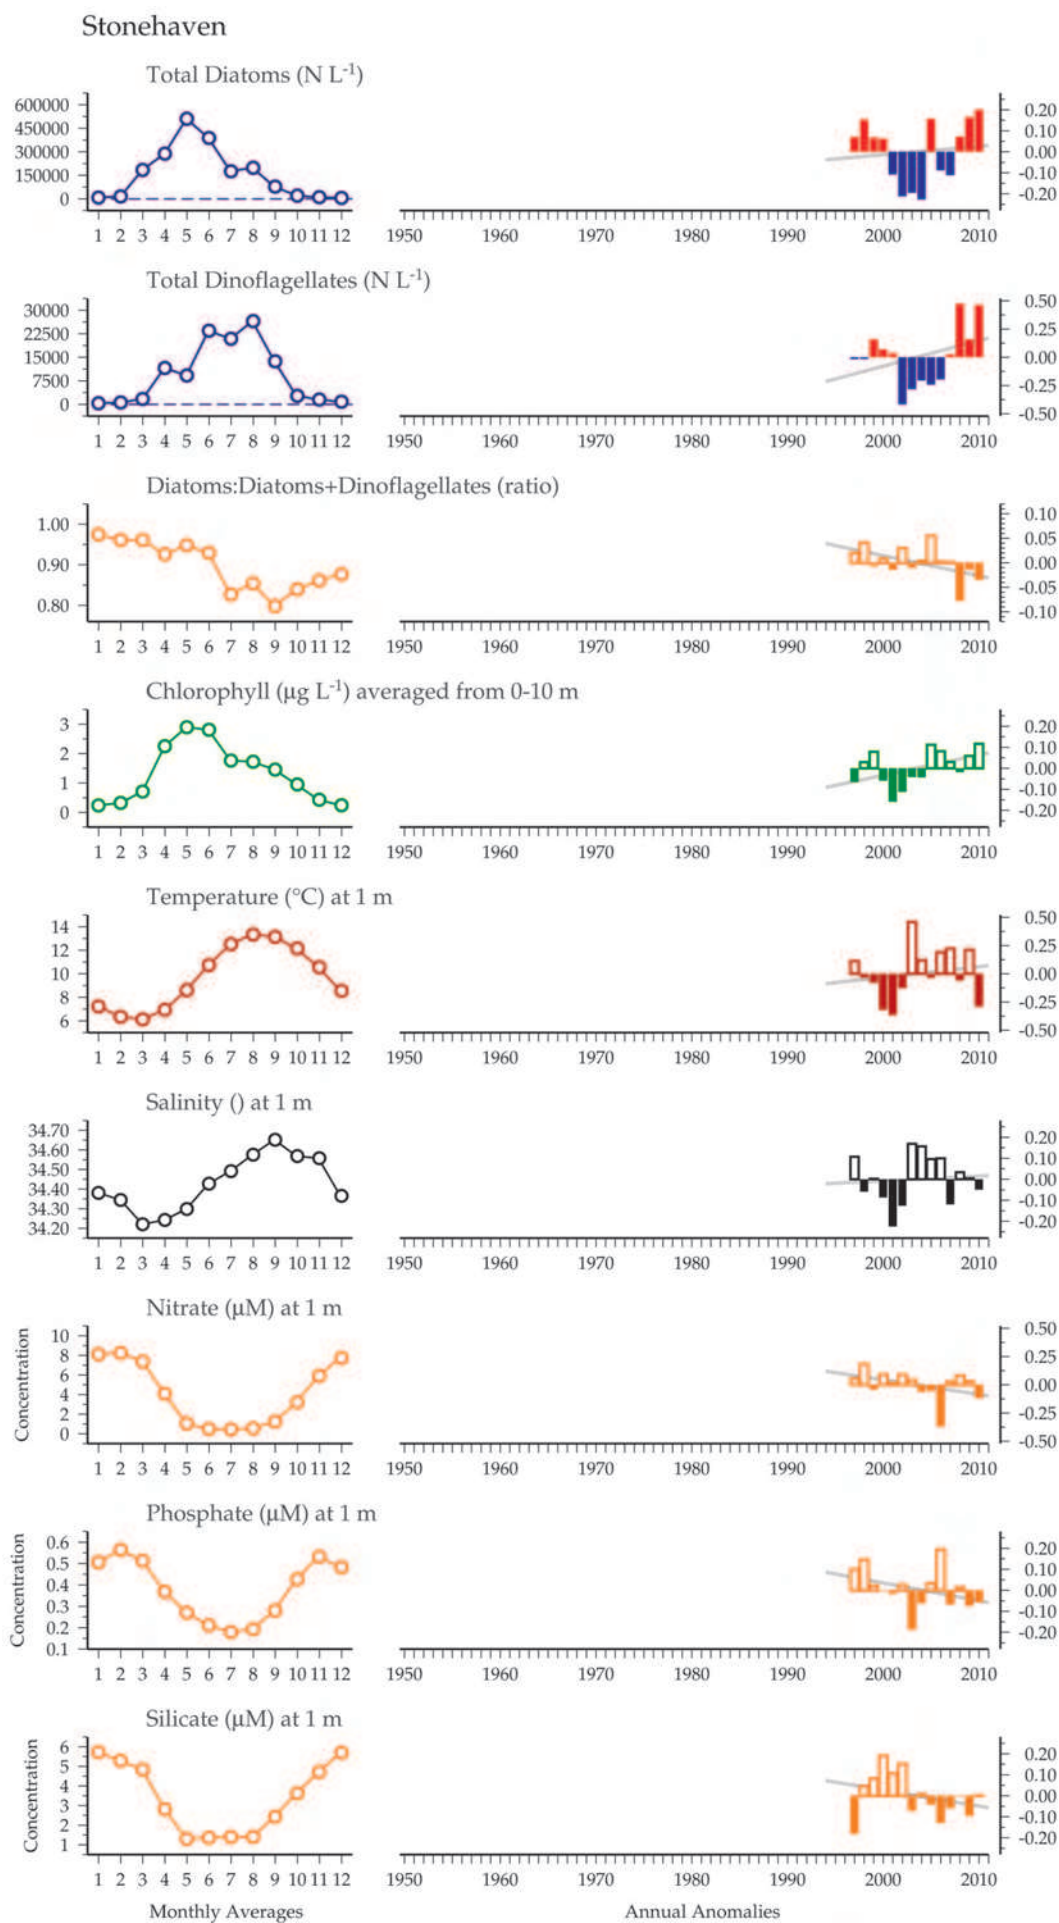 Stonehaven
Total Diatoms (N L⁻¹)
600000
450000
300000
150000
0
0.20
0.10
0.00
-0.10
-0.20
1 2 3 4 5 6 7 8 9 10 11 12
1950 1960 1970 1980 1990 2000 2010
Total Dinoflagellates (N L⁻¹)
30000
22500
15000
7500
0
0.50
0.25
0.00
-0.25
-0.50
1 2 3 4 5 6 7 8 9 10 11 12
1950 1960 1970 1980 1990 2000 2010
Diatoms:Diatoms+Dinoflagellates (ratio)
1.00
0.90
0.80
0.10
0.05
0.00
-0.05
-0.10
1 2 3 4 5 6 7 8 9 10 11 12
1950 1960 1970 1980 1990 2000 2010
Chlorophyll (µg L⁻¹) averaged from 0-10 m
3
2
1
0
0.20
0.10
0.00
-0.10
-0.20
1 2 3 4 5 6 7 8 9 10 11 12
1950 1960 1970 1980 1990 2000 2010
Temperature (°C) at 1 m
14
12
10
8
6
0.50
0.25
0.00
-0.25
-0.50
1 2 3 4 5 6 7 8 9 10 11 12
1950 1960 1970 1980 1990 2000 2010
Salinity () at 1 m
34.70
34.60
34.50
34.40
34.30
34.20
0.20
0.10
0.00
-0.10
-0.20
1 2 3 4 5 6 7 8 9 10 11 12
1950 1960 1970 1980 1990 2000 2010
Nitrate (µM) at 1 m
Concentration
10
8
6
4
2
0
0.50
0.25
0.00
-0.25
-0.50
1 2 3 4 5 6 7 8 9 10 11 12
1950 1960 1970 1980 1990 2000 2010
Phosphate (µM) at 1 m
Concentration
0.6
0.5
0.4
0.3
0.2
0.1
0.20
0.10
0.00
-0.10
-0.20
1 2 3 4 5 6 7 8 9 10 11 12
1950 1960 1970 1980 1990 2000 2010
Silicate (µM) at 1 m
Concentration
6
5
4
3
2
1
0.20
0.10
0.00
-0.10
-0.20
1 2 3 4 5 6 7 8 9 10 11 12
1950 1960 1970 1980 1990 2000 2010
Monthly Averages
Annual Anomalies